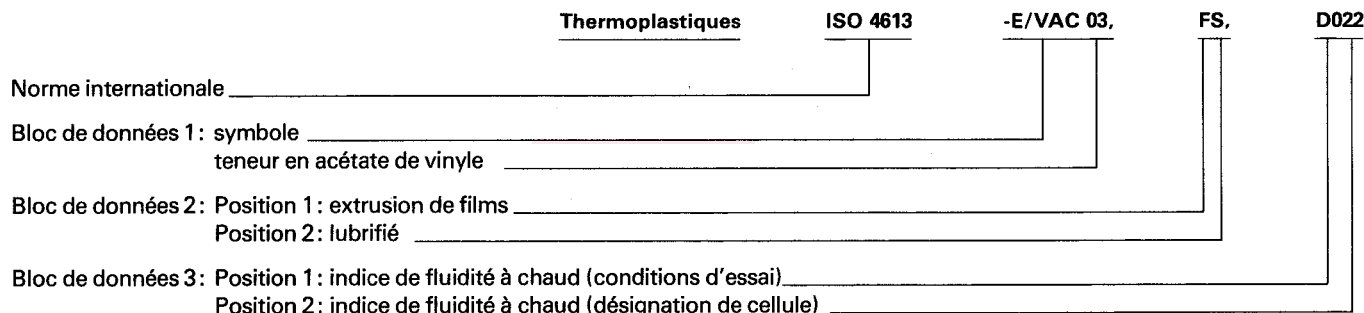 Thermoplastiques ISO 4613 -E/VAC 03, FS, D022
Norme internationale
Bloc de données 1: symbole
teneur en acétate de vinyle
Bloc de données 2: Position 1: extrusion de films
Position 2: lubrifié
Bloc de données 3: Position 1: indice de fluidité à chaud (conditions d'essai)
Position 2: indice de fluidité à chaud (désignation de cellule)